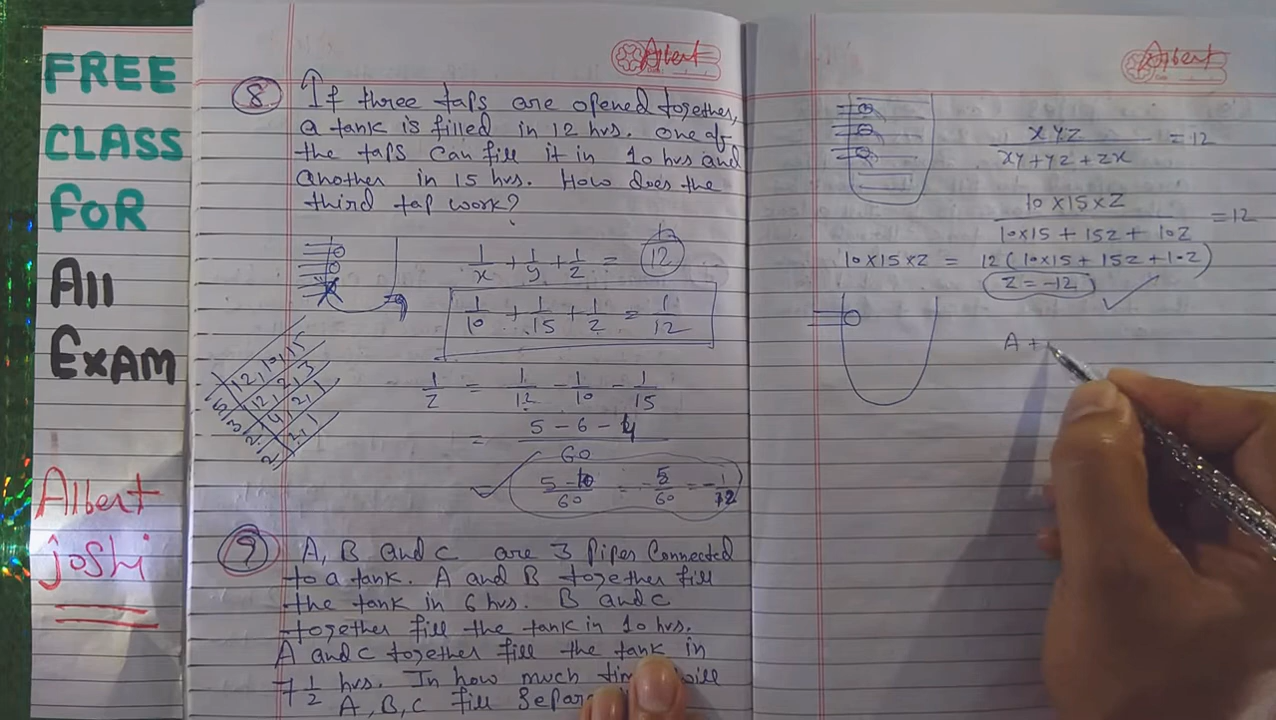 FREE
CLASS
FOR
All
Exam
Albert
joshi
Albert
8 If three taps are opened together,
a tank is filled in 12 hrs. one of
the taps can fill it in 10 hrs and
another in 15 hrs. How does the
third tap work?
1/x + 1/y + 1/z = 12
1/10 + 1/15 + 1/z = 1/12
12, 10, 15
1/z = 1/12 - 1/10 - 1/15
= 5 - 6 - 4 / 60
5 - 10 / 60 = -5/60 = -1/12
9 A, B and c are 3 Pipes Connected
to a tank. A and B together fill
the tank in 6 hrs. B and c
together fill the tank in 10 hrs.
A and c together fill the tank in
7 1/2 hrs. In how much will
A, B, C fill
Albert
xyz / xy+yz+zx = 12
10 x 15 x z / 10x15 + 15z + 10z = 12
10 x 15 x z = 12 (10x15 + 15z + 10z)
z = -12
A +